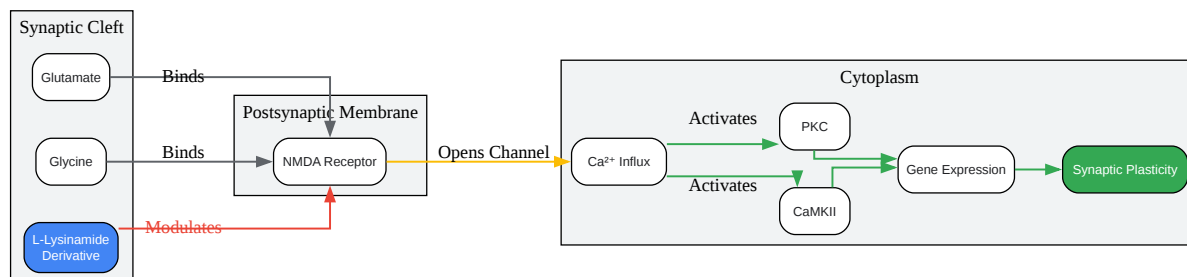 Synaptic Cleft
Glutamate
Binds
Glycine
Binds
L-Lysinamide
Derivative
Modulates
Postsynaptic Membrane
NMDA Receptor
Opens Channel
Cytoplasm
Ca²⁺ Influx
Activates
PKC
Activates
CaMKII
Gene Expression
Synaptic Plasticity